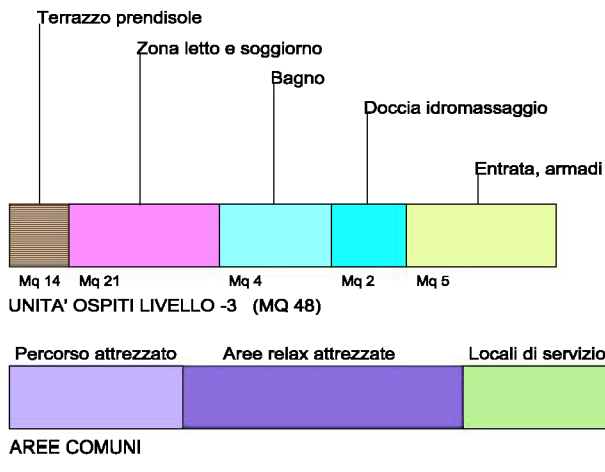 Terrazzo prendisole
Zona letto e soggiorno
Bagno
Doccia idromassaggio
Entrata, armadi
Mq 14 Mq 21 Mq 4 Mq 2 Mq 5
UNITA' OSPITI LIVELLO -3 (MQ 48)
Percorso attrezzato Aree relax attrezzate Locali di servizio
AREE COMUNI